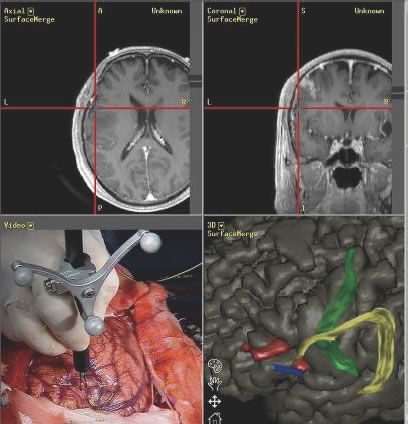 Axial
A
Unknown
SurfaceMerge
L
R
P
Coronal
S
Unknown
SurfaceMerge
L
R
I
Video
3D
SurfaceMerge